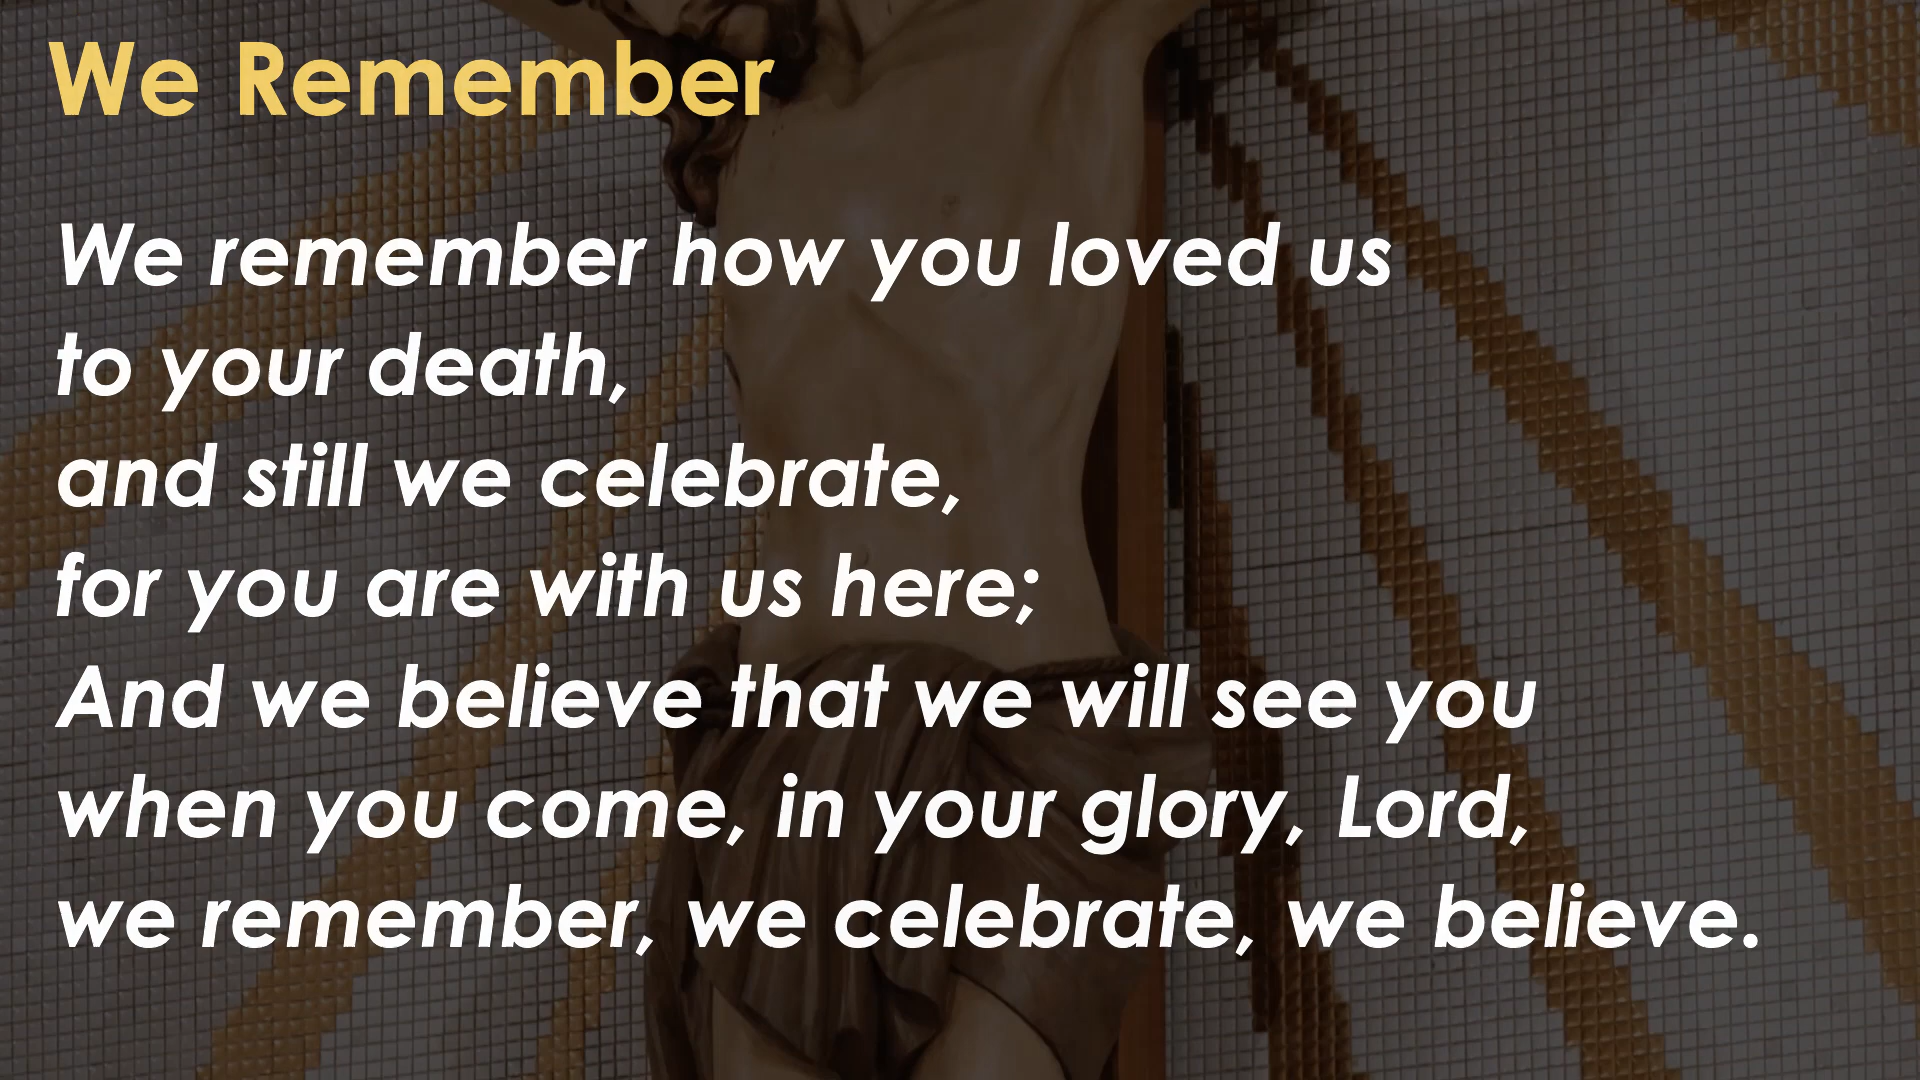 We Remember
We remember how you loved us
to your death,
and still we celebrate,
for you are with us here;
And we believe that we will see you
when you come, in your glory, Lord,
we remember, we celebrate, we believe.